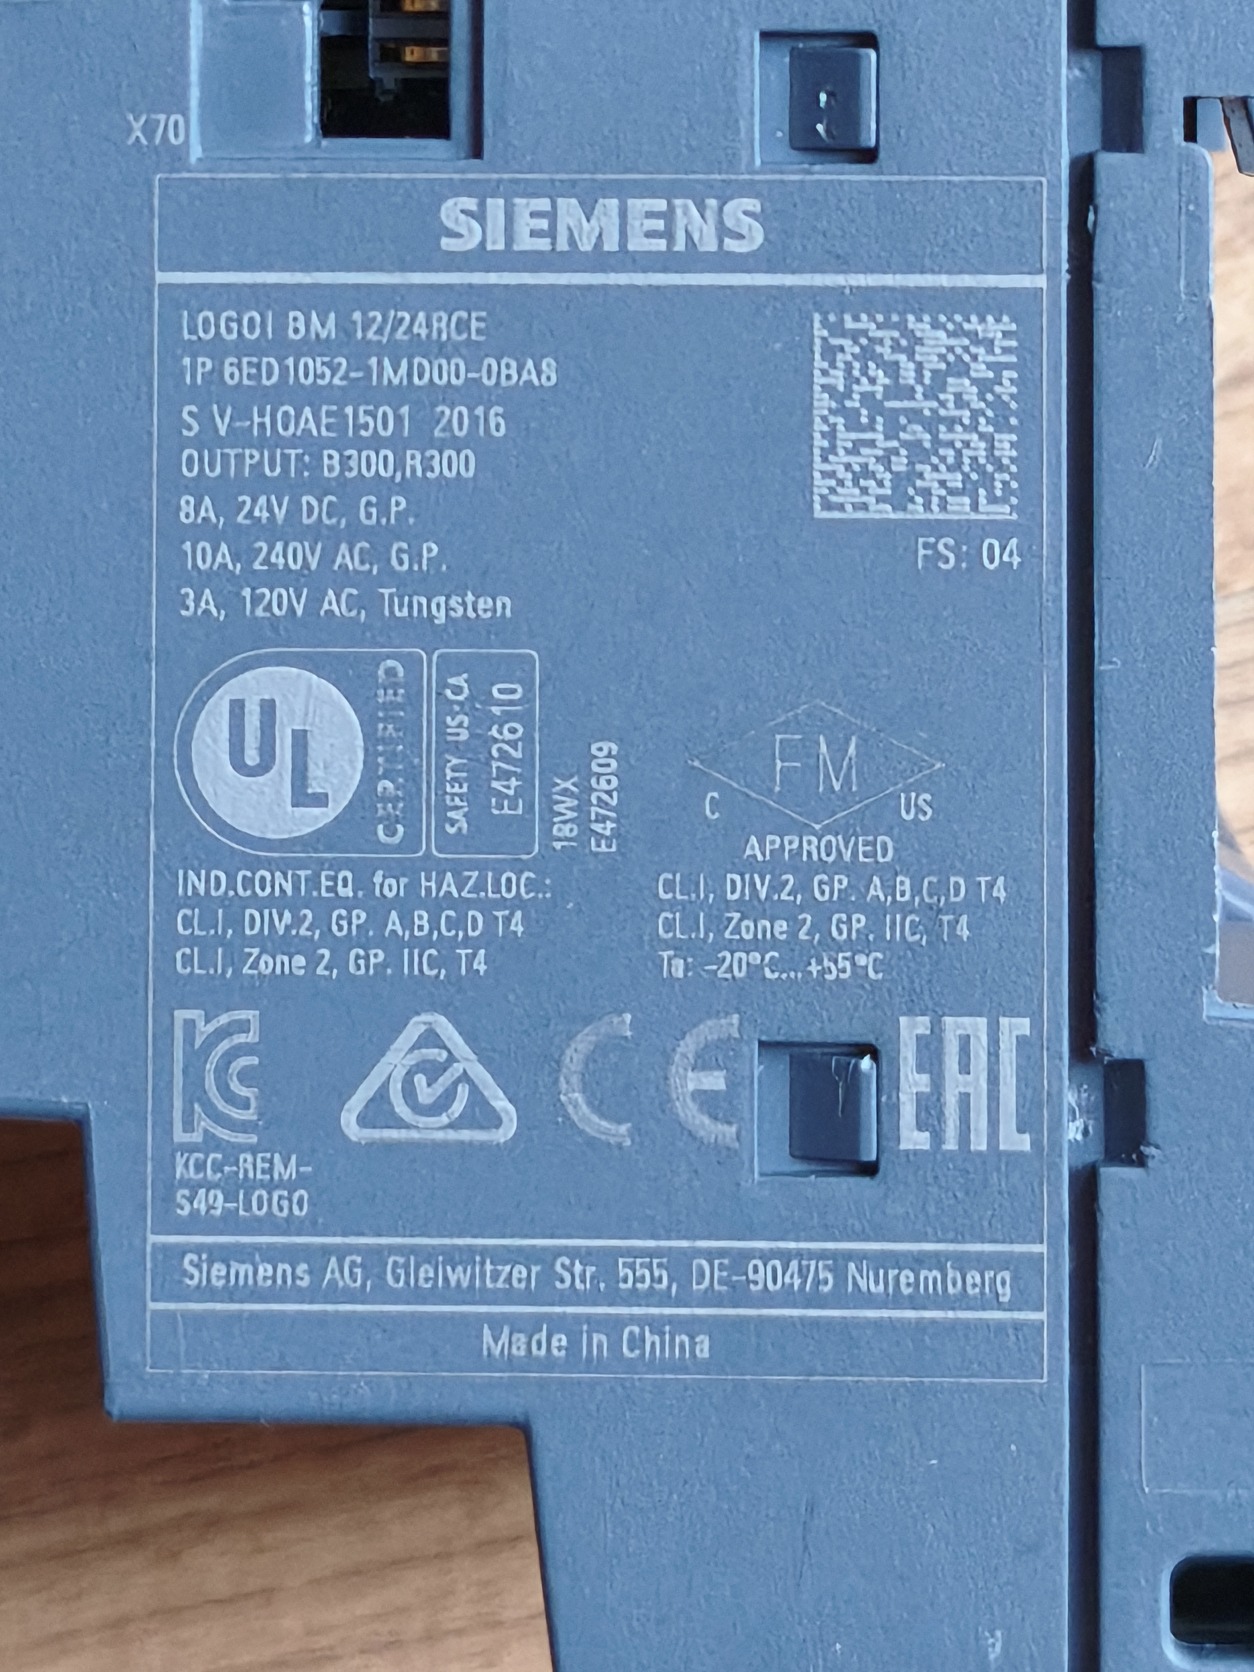 X70
SIEMENS
LOGO! BM 12/24RCE
1P 6ED1052-1MD00-0BA8
S V-H0AE1501 2016
OUTPUT: B300,R300
8A, 24V DC, G.P.
10A, 240V AC, G.P.
3A, 120V AC, Tungsten
FS: 04
UL
CERTIFIED
SAFETY US-CA
E472610
18WX
E472609
FM
C US
APPROVED
IND.CONT.EQ. for HAZ.LOC.:
CL.I, DIV.2, GP. A,B,C,D T4
CL.I, Zone 2, GP. IIC, T4
CL.I, DIV.2, GP. A,B,C,D T4
CL.I, Zone 2, GP. IIC, T4
Ta: -20°C...+55°C
KC
CE
EAC
KCC-REM-
S49-LOGO
Siemens AG, Gleiwitzer Str. 555, DE-90475 Nuremberg
Made in China